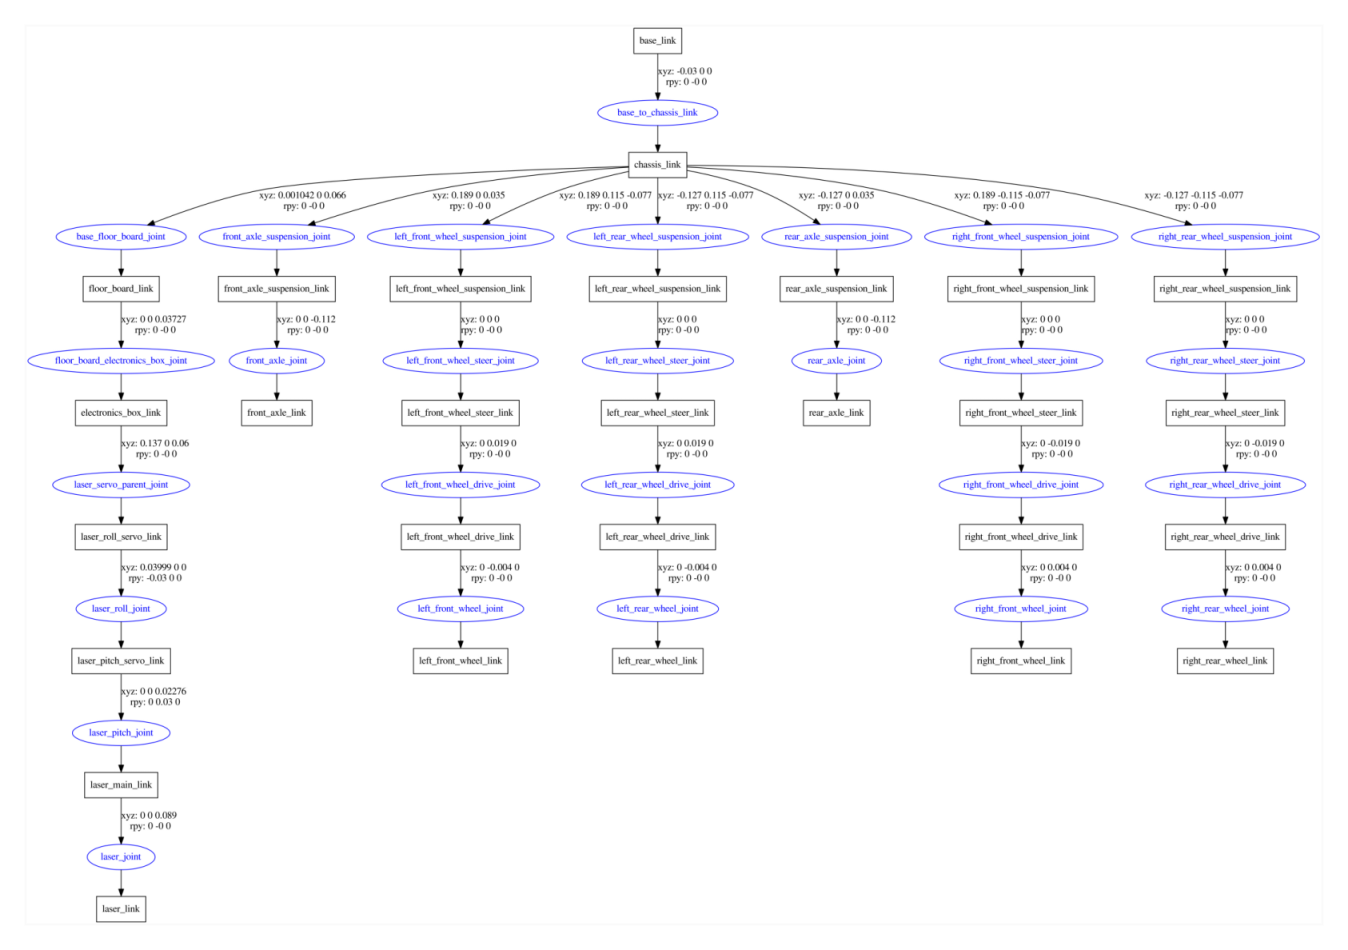 base_link
xyz: -0.03 0 0
rpy: 0 -0 0
base_to_chassis_link
chassis_link
xyz: 0.001042 0 0.066
rpy: 0 -0 0
xyz: 0.189 0 0.035
rpy: 0 -0 0
xyz: 0.189 0.115 -0.077
rpy: 0 -0 0
xyz: -0.127 0.115 -0.077
rpy: 0 -0 0
xyz: -0.127 0 0.035
rpy: 0 -0 0
xyz: 0.189 -0.115 -0.077
rpy: 0 -0 0
xyz: -0.127 -0.115 -0.077
rpy: 0 -0 0
base_floor_board_joint
front_axle_suspension_joint
left_front_wheel_suspension_joint
left_rear_wheel_suspension_joint
rear_axle_suspension_joint
right_front_wheel_suspension_joint
right_rear_wheel_suspension_joint
floor_board_link
front_axle_suspension_link
left_front_wheel_suspension_link
left_rear_wheel_suspension_link
rear_axle_suspension_link
right_front_wheel_suspension_link
right_rear_wheel_suspension_link
xyz: 0 0 0.03727
rpy: 0 -0 0
xyz: 0 0 -0.112
rpy: 0 -0 0
xyz: 0 0 0
rpy: 0 -0 0
xyz: 0 0 0
rpy: 0 -0 0
xyz: 0 0 -0.112
rpy: 0 -0 0
xyz: 0 0 0
rpy: 0 -0 0
xyz: 0 0 0
rpy: 0 -0 0
floor_board_electronics_box_joint
front_axle_joint
left_front_wheel_steer_joint
left_rear_wheel_steer_joint
rear_axle_joint
right_front_wheel_steer_joint
right_rear_wheel_steer_joint
electronics_box_link
front_axle_link
left_front_wheel_steer_link
left_rear_wheel_steer_link
rear_axle_link
right_front_wheel_steer_link
right_rear_wheel_steer_link
xyz: 0.137 0 0.06
rpy: 0 -0 0
xyz: 0 0.019 0
rpy: 0 -0 0
xyz: 0 0.019 0
rpy: 0 -0 0
xyz: 0 -0.019 0
rpy: 0 -0 0
xyz: 0 -0.019 0
rpy: 0 -0 0
laser_servo_parent_joint
left_front_wheel_drive_joint
left_rear_wheel_drive_joint
right_front_wheel_drive_joint
right_rear_wheel_drive_joint
laser_roll_servo_link
left_front_wheel_drive_link
left_rear_wheel_drive_link
right_front_wheel_drive_link
right_rear_wheel_drive_link
xyz: 0.03999 0 0
rpy: -0.03 0 0
xyz: 0 -0.004 0
rpy: 0 -0 0
xyz: 0 -0.004 0
rpy: 0 -0 0
xyz: 0 0.004 0
rpy: 0 -0 0
xyz: 0 0.004 0
rpy: 0 -0 0
laser_roll_joint
left_front_wheel_joint
left_rear_wheel_joint
right_front_wheel_joint
right_rear_wheel_joint
laser_pitch_servo_link
left_front_wheel_link
left_rear_wheel_link
right_front_wheel_link
right_rear_wheel_link
xyz: 0 0 0.02276
rpy: 0 0.03 0
laser_pitch_joint
laser_main_link
xyz: 0 0 0.089
rpy: 0 -0 0
laser_joint
laser_link